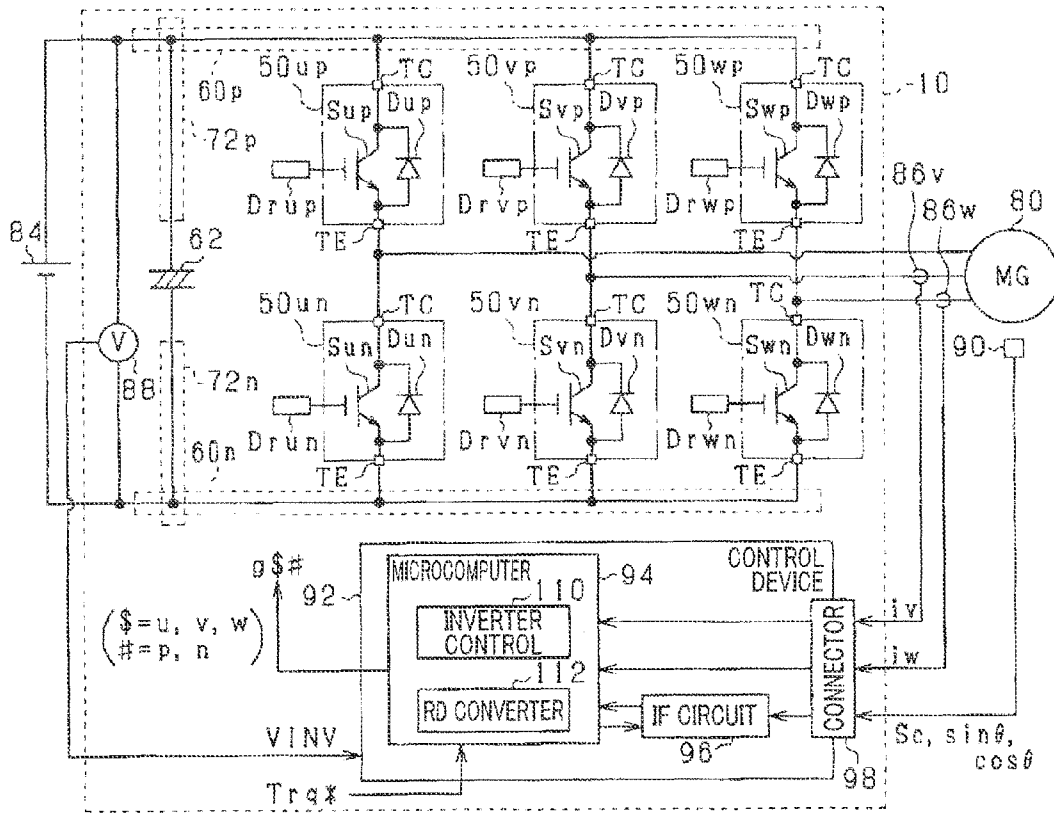 50up TC 50vp TC 50wp TC 10
60p Sup Dup Svp Dvp Swp Dwp
72p
Drup Drvp Drwp
86v
86w
80
84 62 TE TE TE
MG
50un TC 50vn TC 50wn TC
V
88
Sun Dun Svn Dvn Swn Dwn
90
72n
Drun Drvn Drwn
60n TE TE TE
g$#
($=u, v, w
#=p, n)
92
MICROCOMPUTER
94
CONTROL
DEVICE
110
INVERTER
CONTROL
112
RD CONVERTER
IF CIRCUIT
96
CONNECTOR
98
iv
iw
Sc, sinθ,
cosθ
VINV
Trq*